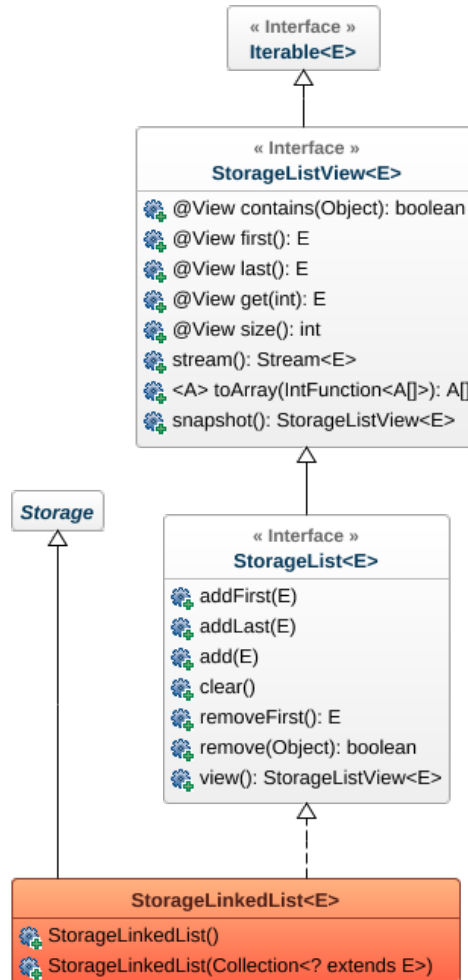 « Interface »
Iterable<E>
« Interface »
StorageListView<E>
@View contains(Object): boolean
@View first(): E
@View last(): E
@View get(int): E
@View size(): int
stream(): Stream<E>
<A> toArray(IntFunction<A[]>): A[]
snapshot(): StorageListView<E>
Storage
« Interface »
StorageList<E>
addFirst(E)
addLast(E)
add(E)
clear()
removeFirst(): E
remove(Object): boolean
view(): StorageListView<E>
StorageLinkedList<E>
StorageLinkedList()
StorageLinkedList(Collection<? extends E>)